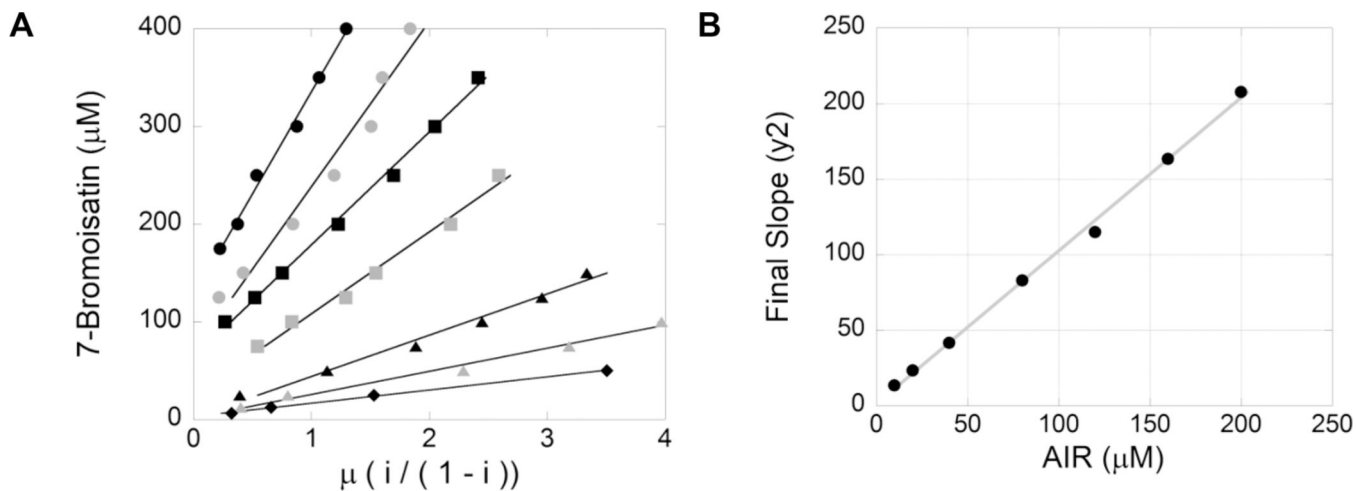 A
7-Bromoisatin (μM)
400
300
200
100
0
0 1 2 3 4
μ ( i / ( 1 - i ))
B
Final Slope (y2)
250
200
150
100
50
0
0 50 100 150 200 250
AIR (μM)